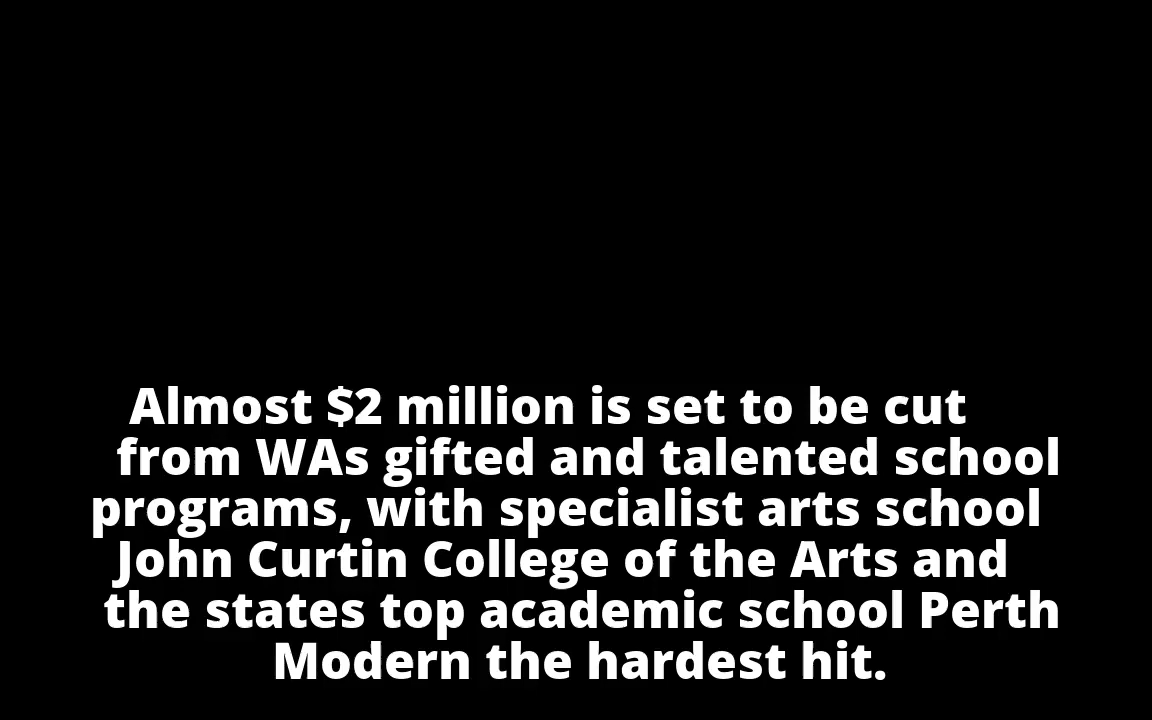 Almost $2 million is set to be cut
from WAs gifted and talented school
programs, with specialist arts school
John Curtin College of the Arts and
the states top academic school Perth
Modern the hardest hit.